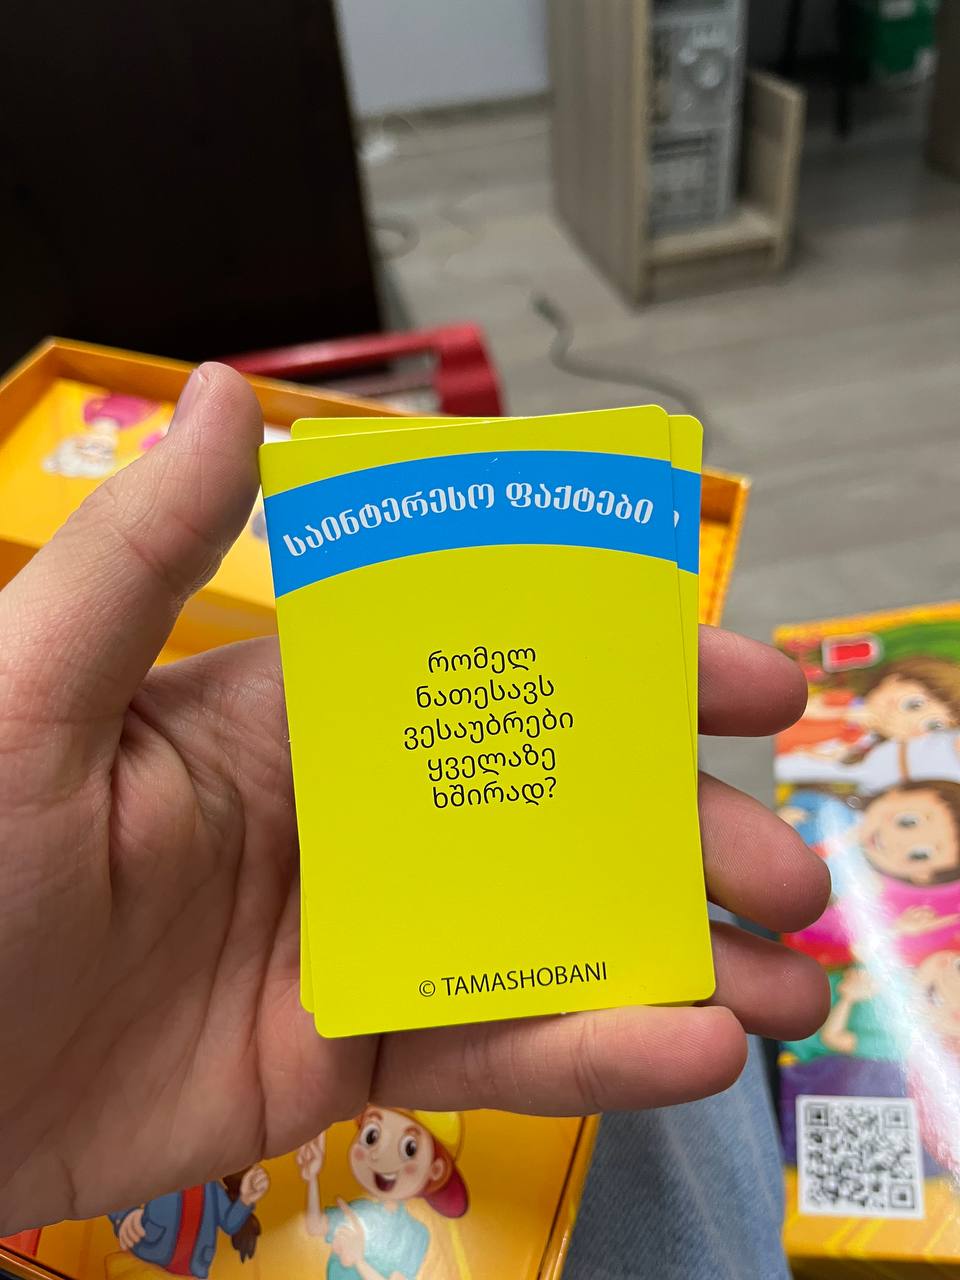 საინტერესო ფაქტები
რომელ
ნათესავს
ვესაუბრები
ყველაზე
ხშირად?
© TAMASHOBANI